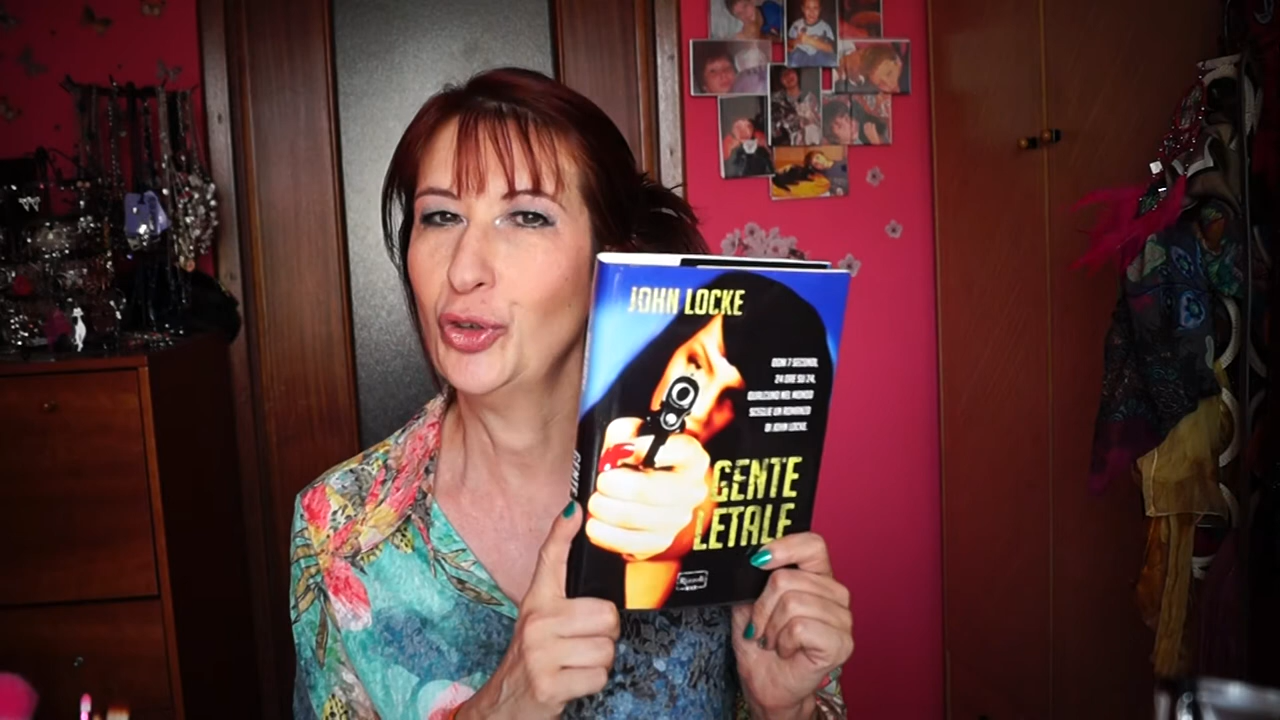 JOHN LOCKE
OGNI 7 SECONDI,
24 ORE SU 24,
QUALCUNO NEL MONDO
SCEGLIE UN ROMANZO
DI JOHN LOCKE.
GENTE
LETALE